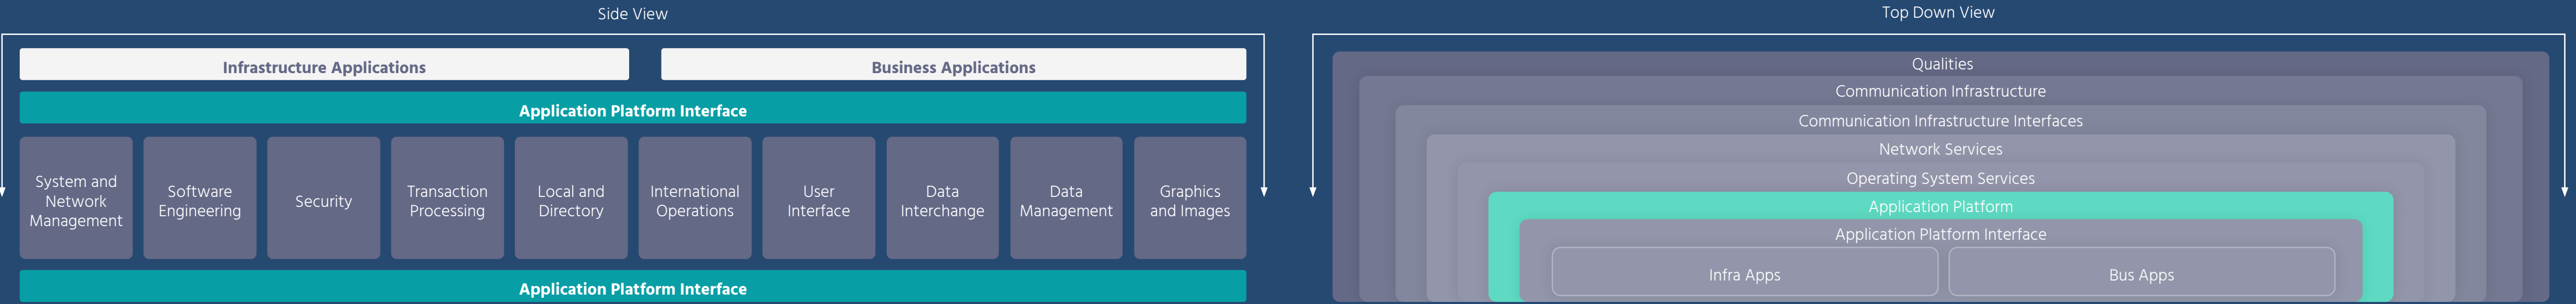 Side View
Infrastructure Applications
Business Applications
Application Platform Interface
System and
Network
Management
Software
Engineering
Security
Transaction
Processing
Local and
Directory
International
Operations
User
Interface
Data
Interchange
Data
Management
Graphics
and Images
Application Platform Interface
Top Down View
Qualities
Communication Infrastructure
Communication Infrastructure Interfaces
Network Services
Operating System Services
Application Platform
Application Platform Interface
Infra Apps
Bus Apps